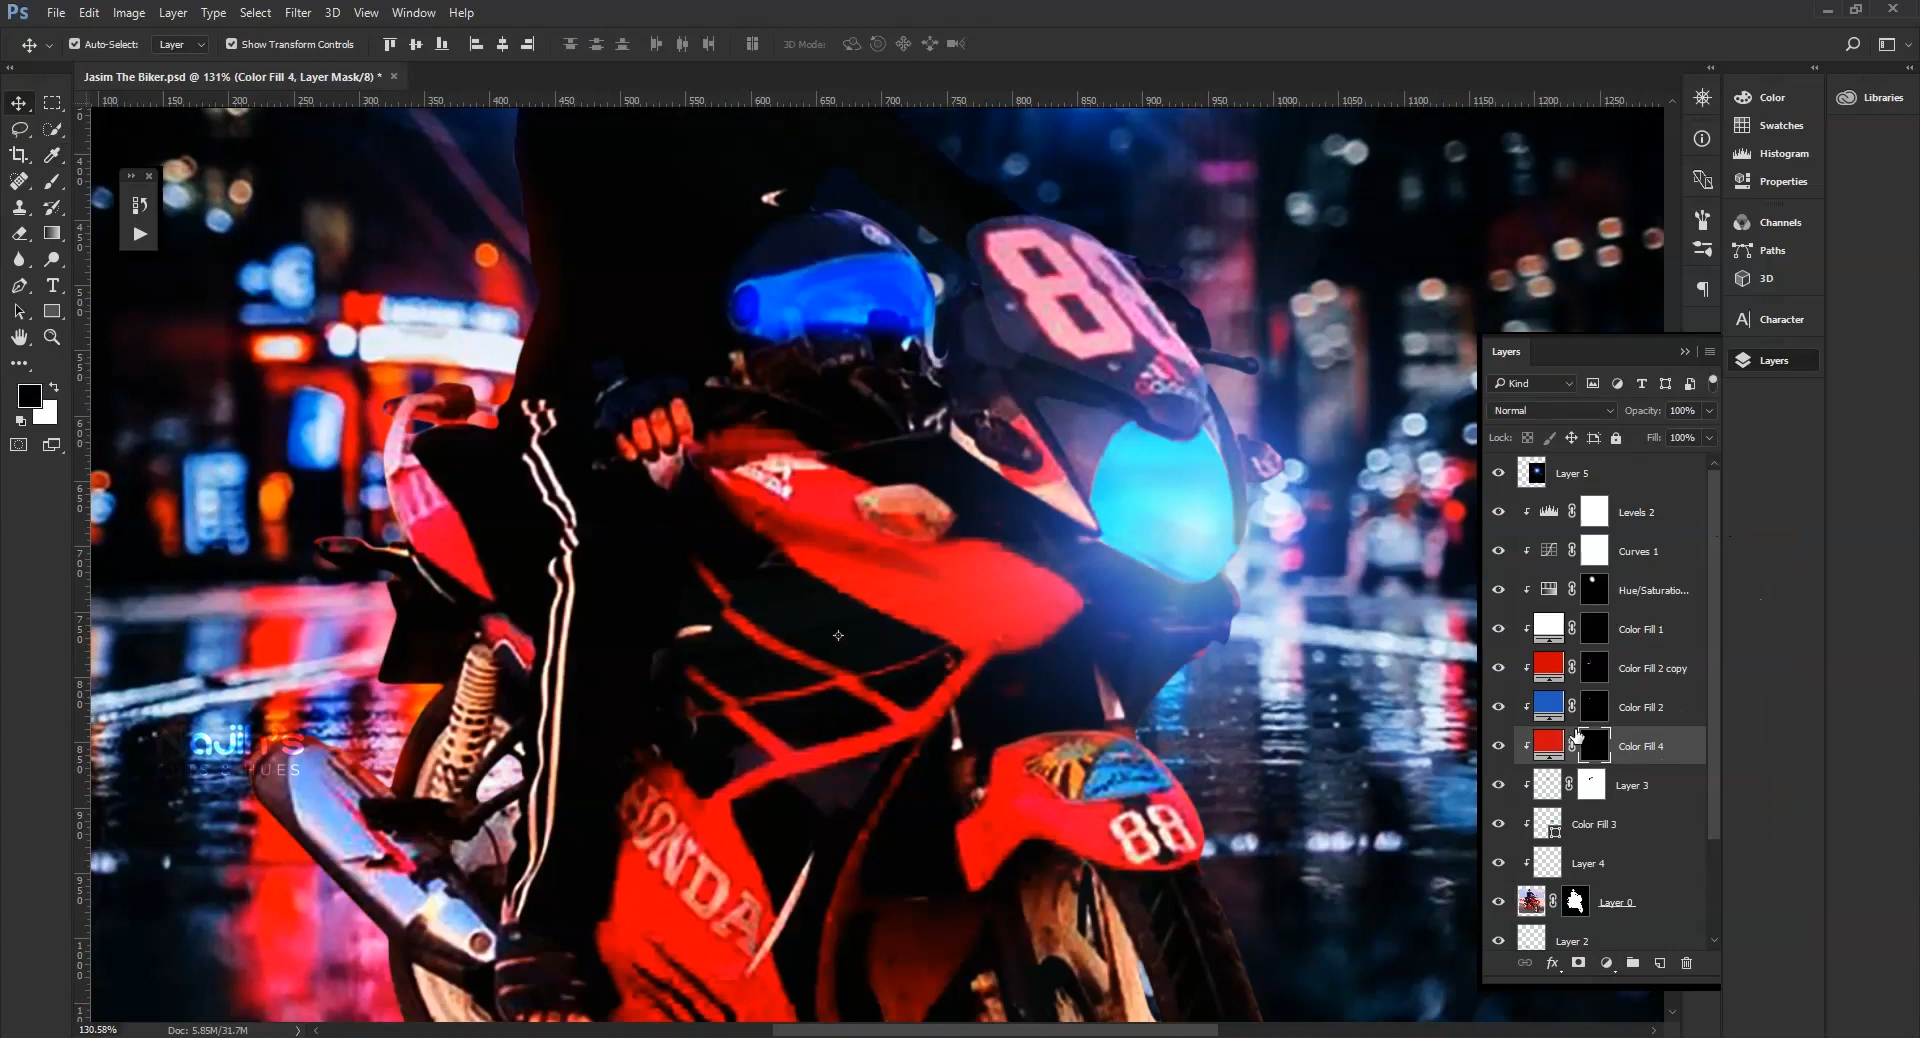 Ps File Edit Image Layer Type Select Filter 3D View Window Help
Auto-Select: Layer Show Transform Controls 3D Mode:
Jasim The Biker.psd @ 131% (Color Fill 4, Layer Mask/8) * ×
100 150 200 250 300 350 400 450 500 550 600 650 700 750 800 850 900 950 1000 1050 1100 1150 1200 1250
Color
Swatches
Histogram
Properties
Channels
Paths
3D
Character
Layers
Libraries
80
88
HONDA
Layers
Kind
Normal Opacity: 100%
Lock: Fill: 100%
Layer 5
Levels 2
Curves 1
Hue/Saturatio...
Color Fill 1
Color Fill 2 copy
Color Fill 2
Color Fill 4
Layer 3
Color Fill 3
Layer 4
Layer 0
Layer 2
fx
130.58% Doc: 5.85M/31.7M